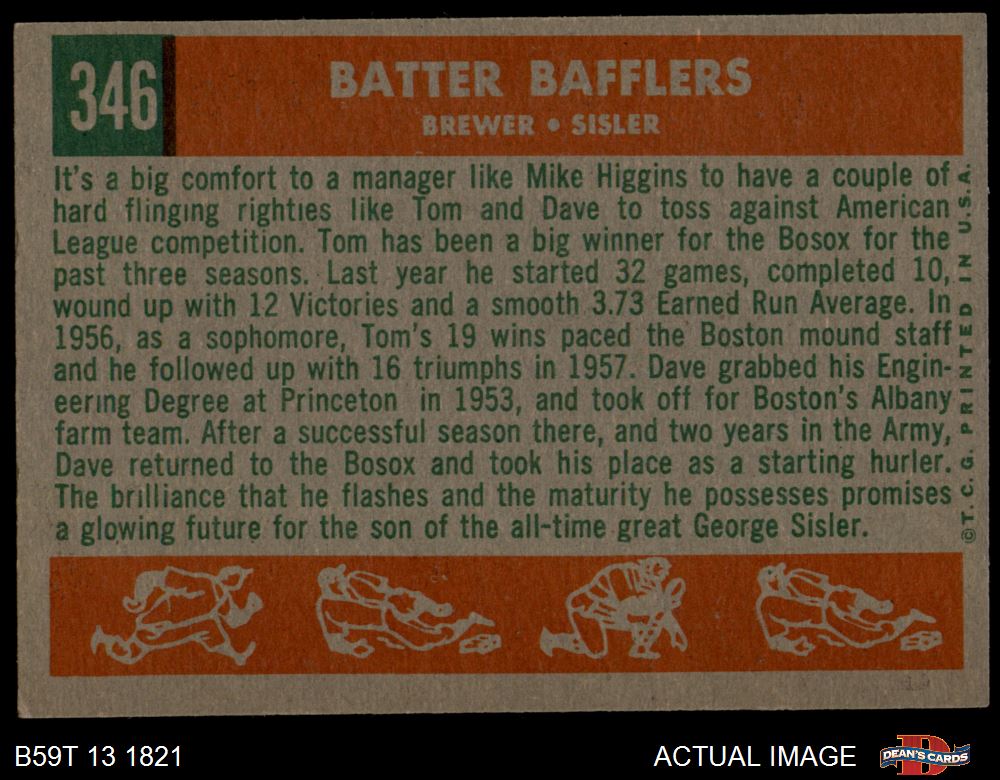 346
BATTER BAFFLERS
BREWER • SISLER
It's a big comfort to a manager like Mike Higgins to have a couple of
hard flinging righties like Tom and Dave to toss against American
League competition. Tom has been a big winner for the Bosox for the
past three seasons. Last year he started 32 games, completed 10,
wound up with 12 Victories and a smooth 3.73 Earned Run Average. In
1956, as a sophomore, Tom's 19 wins paced the Boston mound staff
and he followed up with 16 triumphs in 1957. Dave grabbed his Engin-
eering Degree at Princeton in 1953, and took off for Boston's Albany
farm team. After a successful season there, and two years in the Army,
Dave returned to the Bosox and took his place as a starting hurler.
The brilliance that he flashes and the maturity he possesses promises
a glowing future for the son of the all-time great George Sisler.
©T.C.G. PRINTED IN U.S.A.
B59T 13 1821
ACTUAL IMAGE
D
DEAN'S CARDS